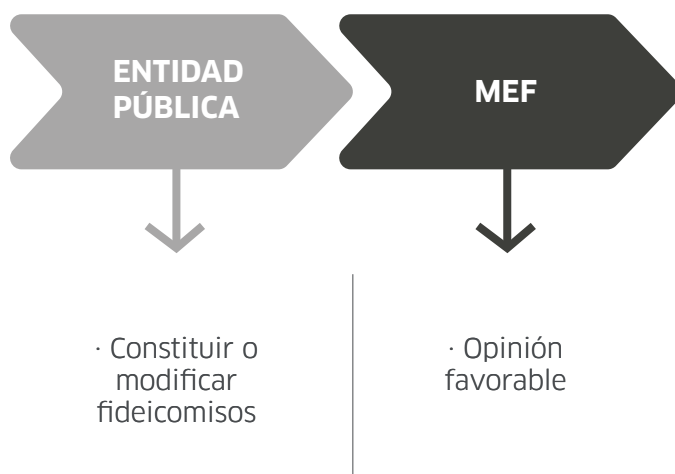 ENTIDAD
PÚBLICA
MEF
· Constituir o
modificar
fideicomisos
· Opinión
favorable